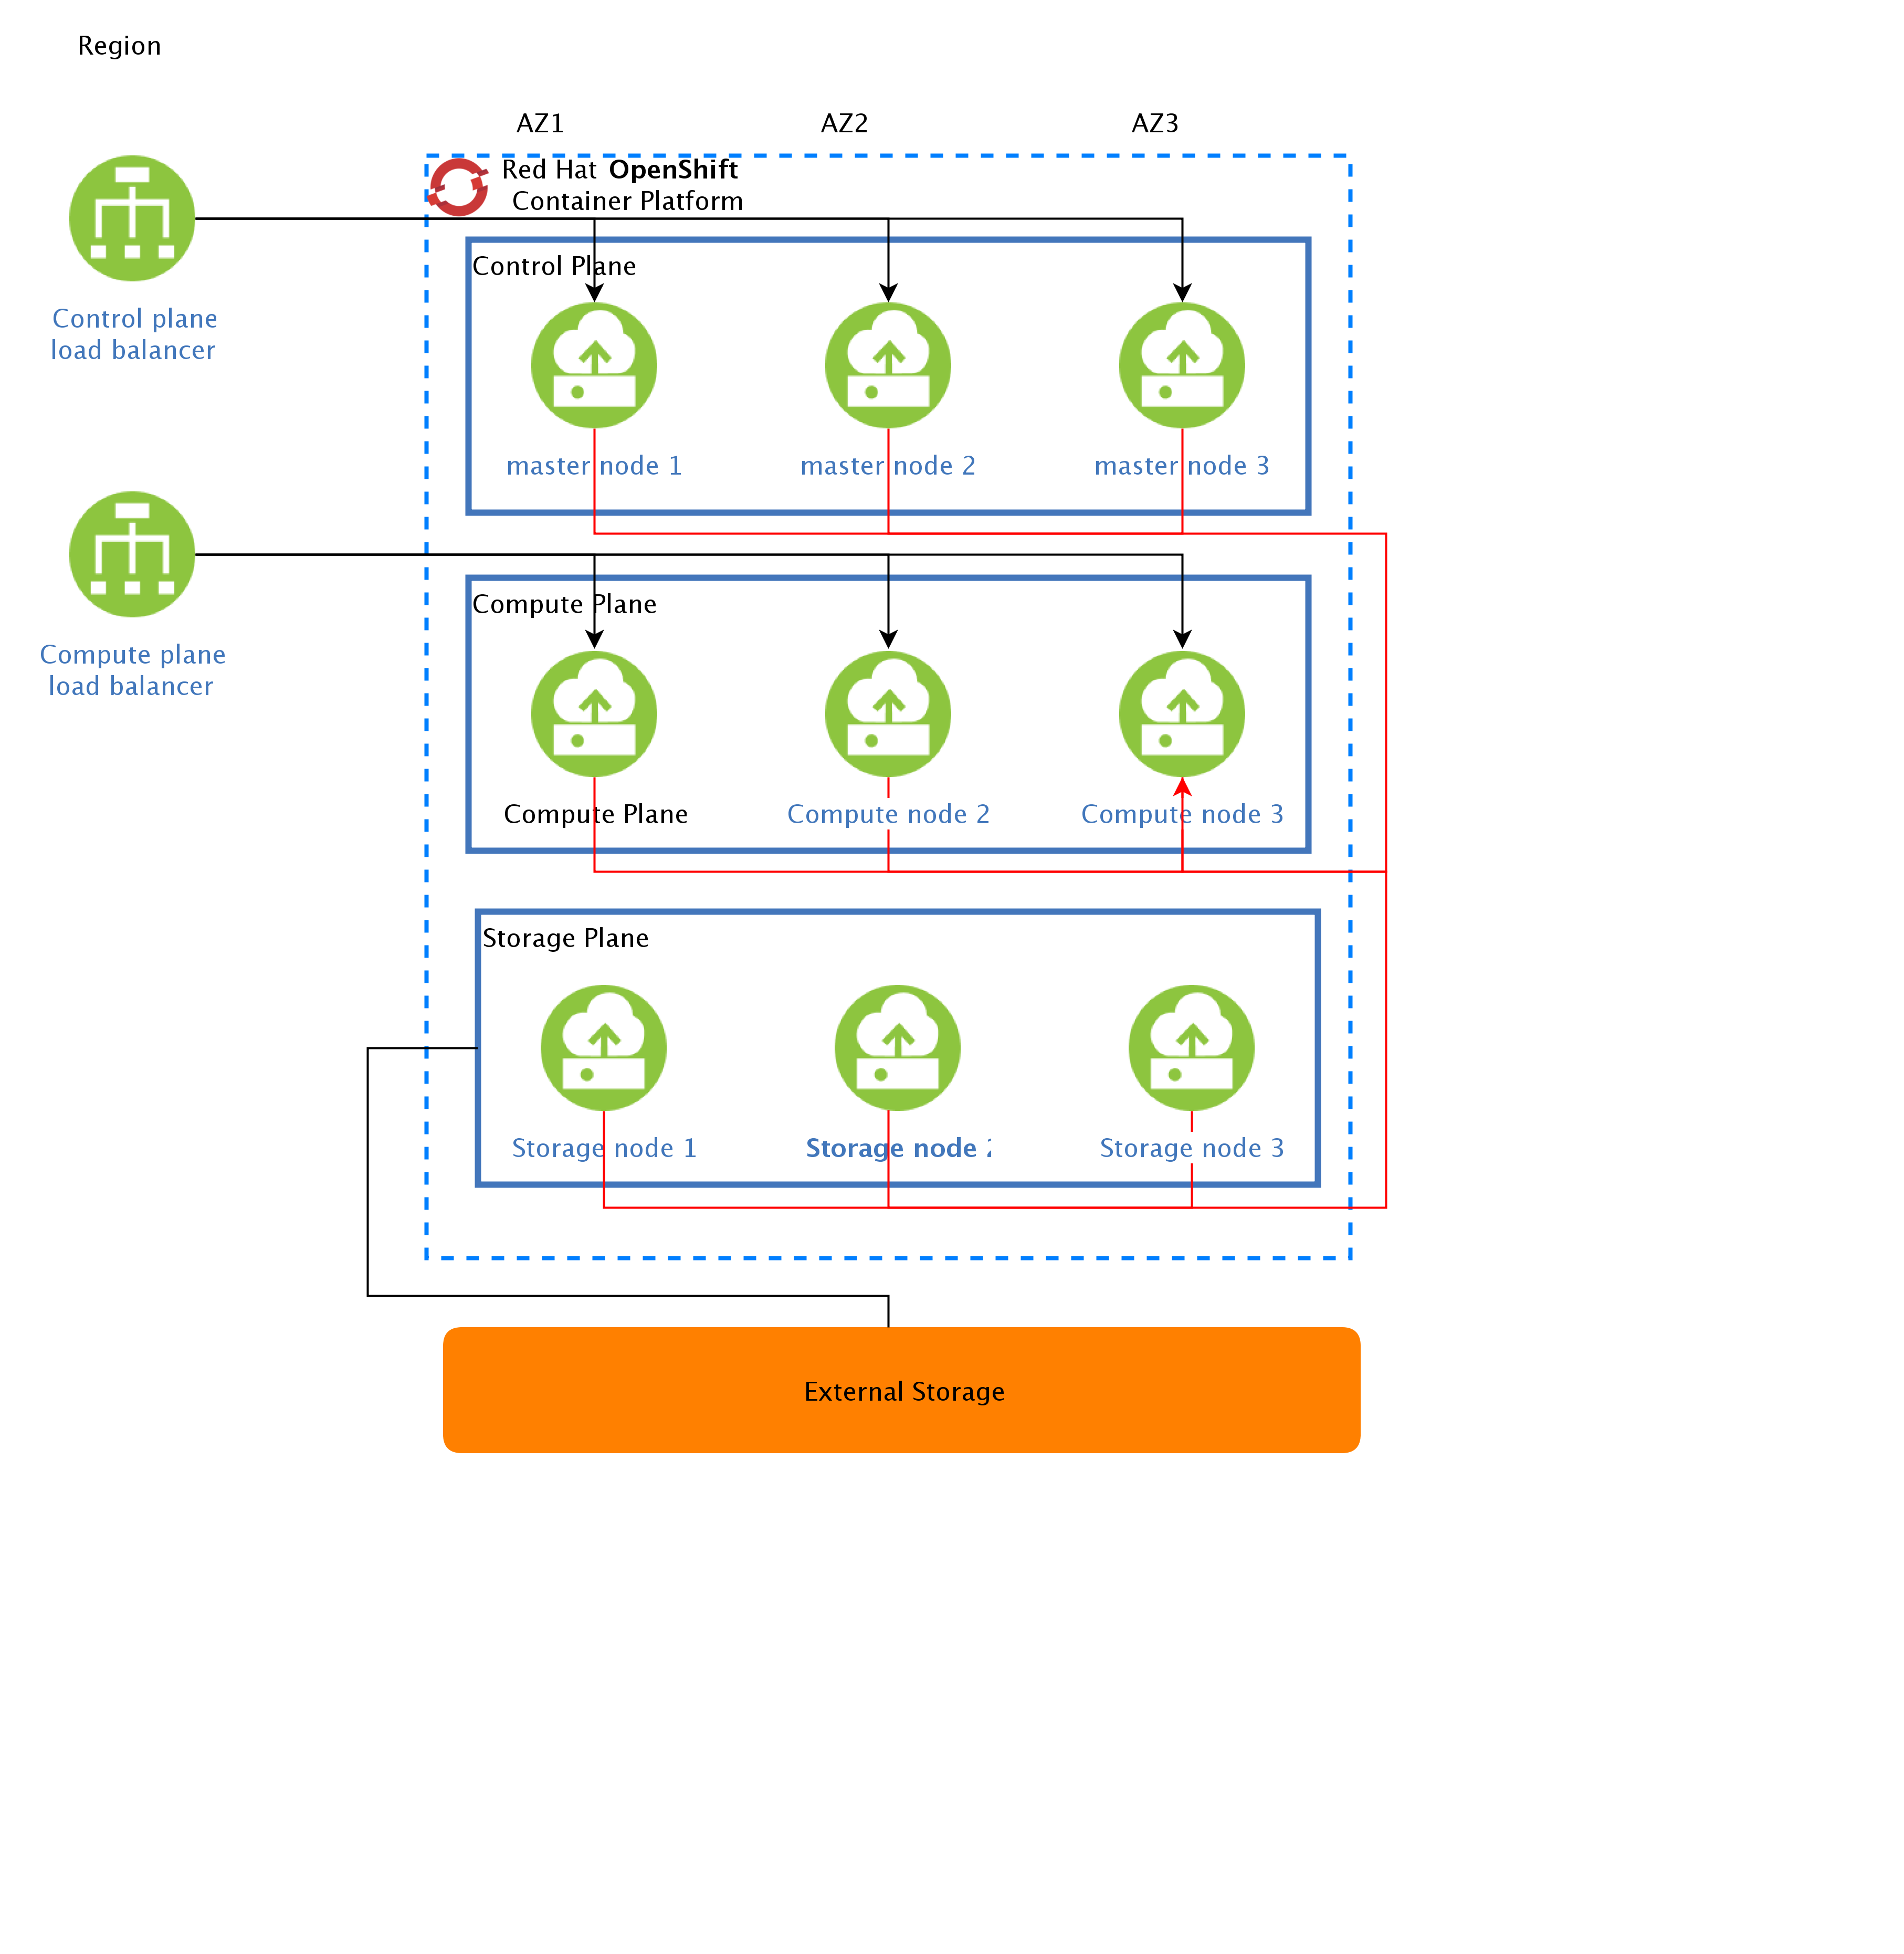 Region
AZ1 AZ2 AZ3
Red Hat OpenShift
Container Platform
Control plane
load balancer
Control Plane
master node 1 master node 2 master node 3
Compute plane
load balancer
Compute Plane
Compute Plane Compute node 2 Compute node 3
Storage Plane
Storage node 1 Storage node Storage node 3
External Storage